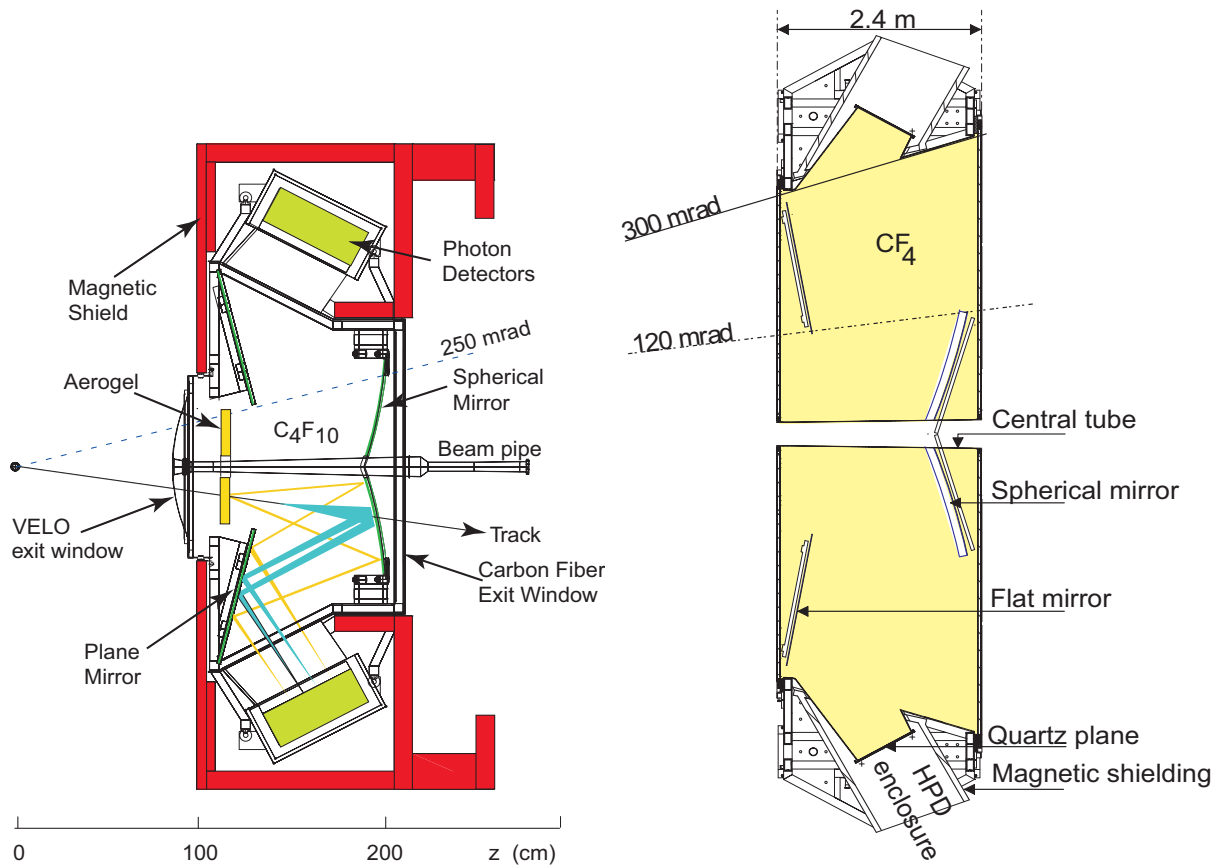 2.4 m
Photon
Detectors
Magnetic
Shield
300 mrad
CF4
250 mrad
120 mrad
Aerogel
Spherical
Mirror
C4F10
Beam pipe
Central tube
VELO
exit window
Track
Spherical mirror
Carbon Fiber
Exit Window
Flat mirror
Plane
Mirror
Quartz plane
HPD
enclosure
Magnetic shielding
0
100
200
z (cm)